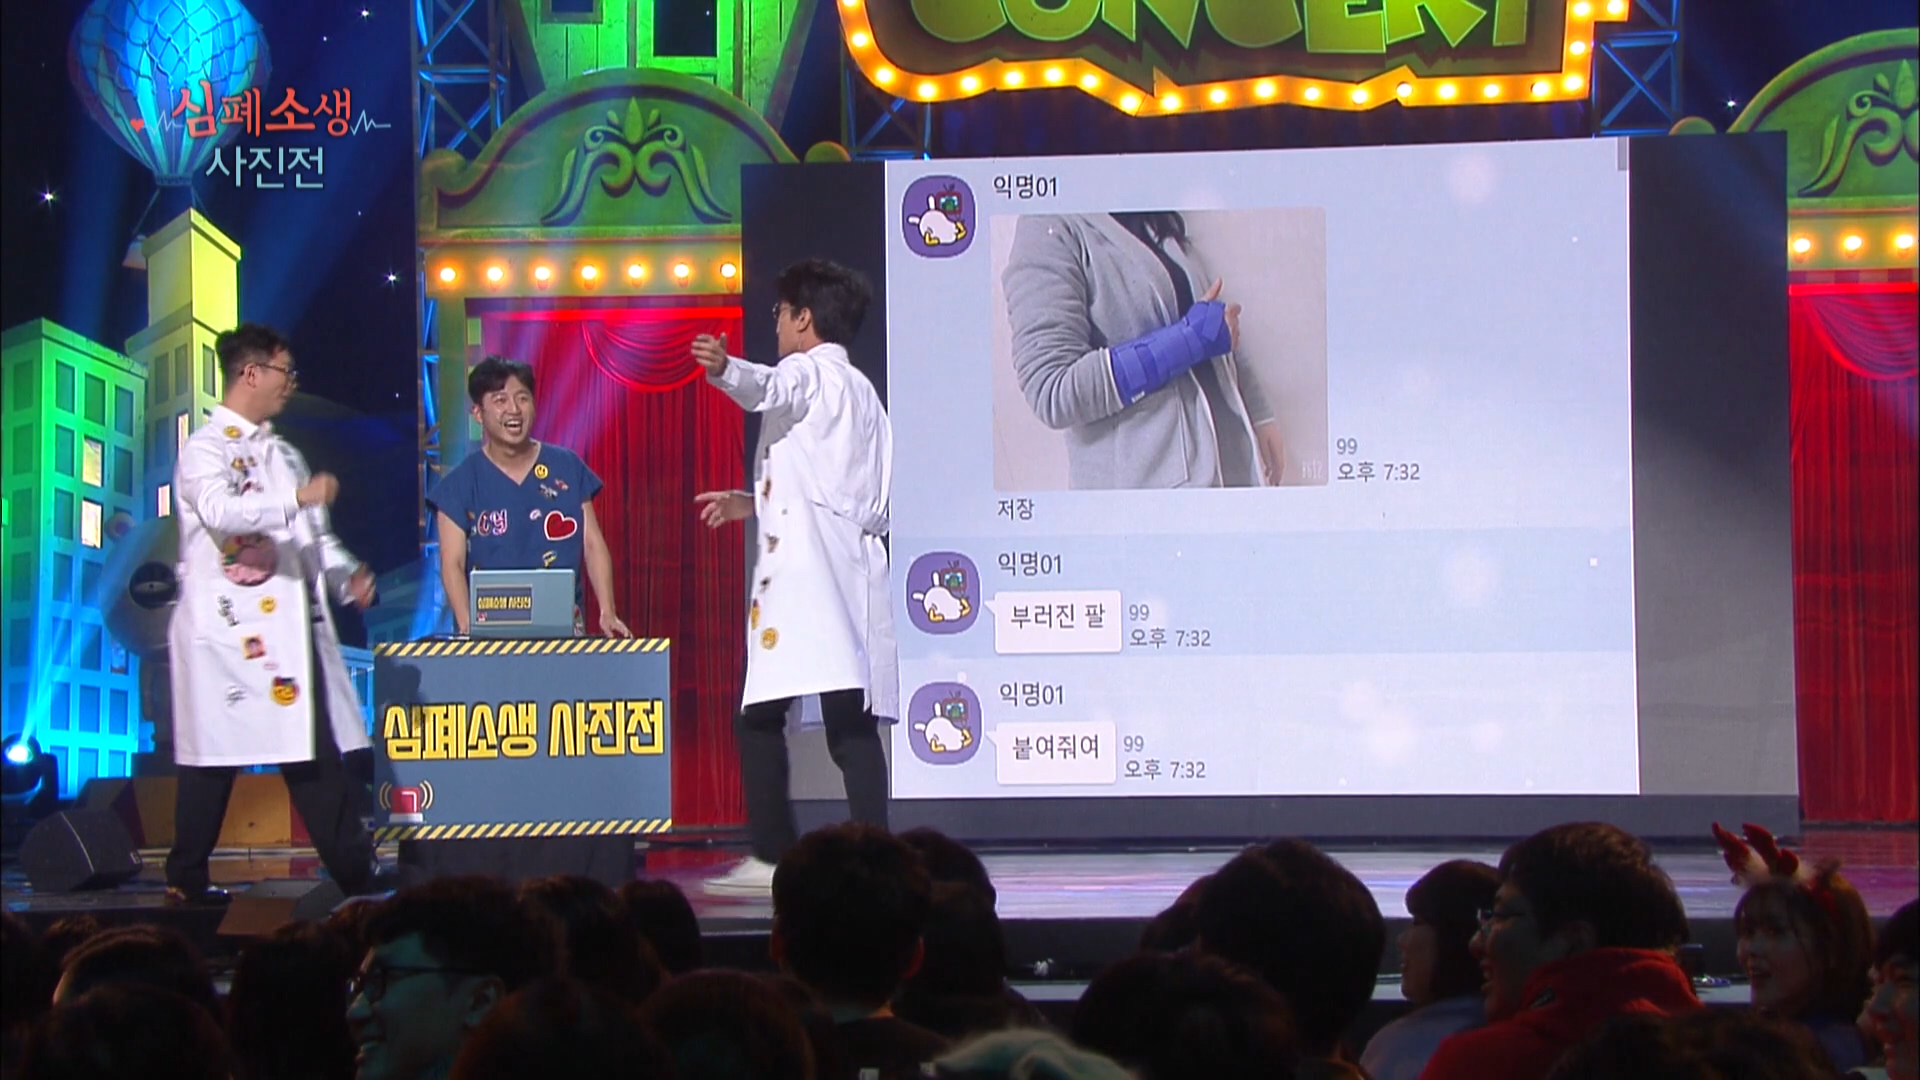 CONCERT
심폐소생
사진전
익명01
99
오후 7:32
저장
익명01
부러진 팔
99
오후 7:32
익명01
붙여줘여
99
오후 7:32
심폐소생 사진전
심폐소생 사진전